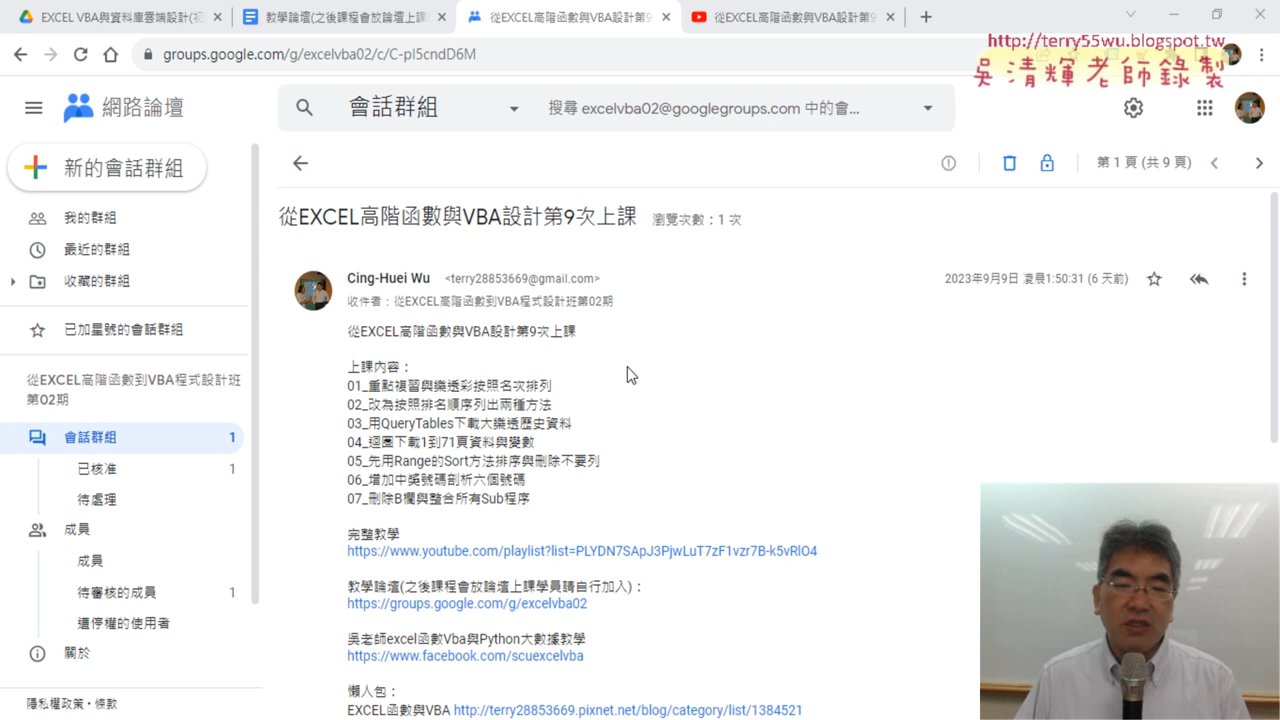 EXCEL VBA與資料庫雲端設計(初
教學論壇(之後課程會放論壇上課
從EXCEL高階函數與VBA設計第9
從EXCEL高階函數與VBA設計第9
groups.google.com/g/excelvba02/c/C-pI5cndD6M
http://terry55wu.blogspot.tw
吳清輝老師錄製
網路論壇
會話群組
搜尋 excelvba02@googlegroups.com 中的會...
新的會話群組
第 1 頁 (共 9 頁)
我的群組
最近的群組
收藏的群組
已加星號的會話群組
從EXCEL高階函數到VBA程式設計班
第02期
會話群組 1
已核准 1
待處理
成員
成員
待審核的成員 1
遭停權的使用者
關於
隱私權政策 • 條款
從EXCEL高階函數與VBA設計第9次上課 瀏覽次數：1 次
Cing-Huei Wu <terry28853669@gmail.com>
2023年9月9日 凌晨1:50:31 (6 天前)
收件者：從EXCEL高階函數到VBA程式設計班第02期
從EXCEL高階函數與VBA設計第9次上課
上課內容：
01_重點複習與樂透彩按照名次排列
02_改為按照排名順序列出兩種方法
03_用QueryTables下載大樂透歷史資料
04_迴圈下載1到71頁資料與變數
05_先用Range的Sort方法排序與刪除不要列
06_增加中獎號碼剖析六個號碼
07_刪除B欄與整合所有Sub程序
完整教學
https://www.youtube.com/playlist?list=PLYDN7SApJ3PjwLuT7zF1vzr7B-k5vRlO4
教學論壇(之後課程會放論壇上課學員請自行加入)：
https://groups.google.com/g/excelvba02
吳老師excel函數Vba與Python大數據教學
https://www.facebook.com/scuexcelvba
懶人包：
EXCEL函數與VBA http://terry28853669.pixnet.net/blog/category/list/1384521